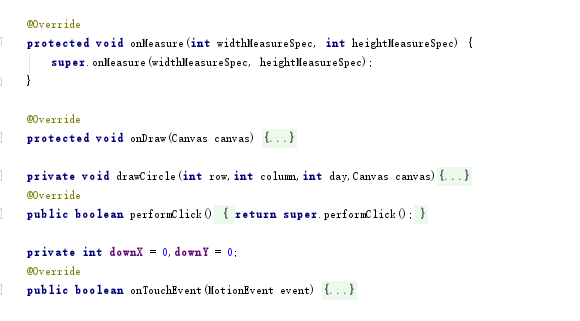 @Override
protected void onMeasure(int widthMeasureSpec, int heightMeasureSpec) {
super.onMeasure(widthMeasureSpec, heightMeasureSpec);
}
@Override
protected void onDraw(Canvas canvas) {...}
private void drawCircle(int row,int column,int day,Canvas canvas){...}
@Override
public boolean performClick() { return super.performClick(); }
private int downX = 0,downY = 0;
@Override
public boolean onTouchEvent(MotionEvent event) {...}